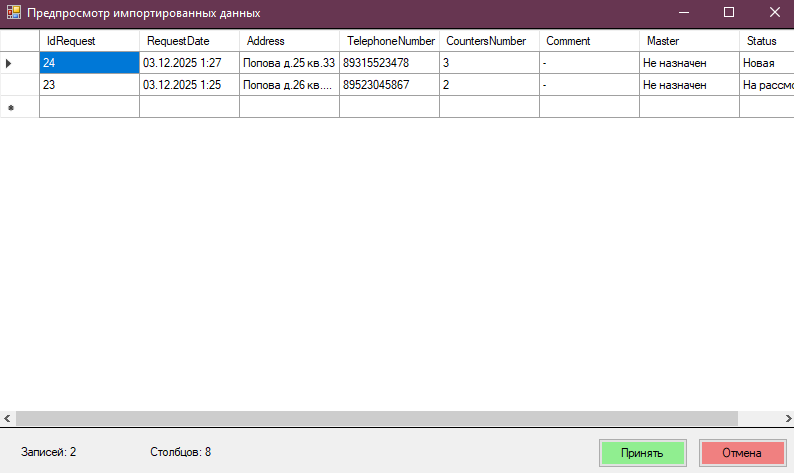 Предпросмотр импортированных данных
IdRequest RequestDate Address TelephoneNumber CountersNumber Comment Master Status
24 03.12.2025 1:27 Попова д.25 кв.33 89315523478 3 - Не назначен Новая
23 03.12.2025 1:25 Попова д.26 кв.... 89523045867 2 - Не назначен На рассмо
Записей: 2 Столбцов: 8 Принять Отмена